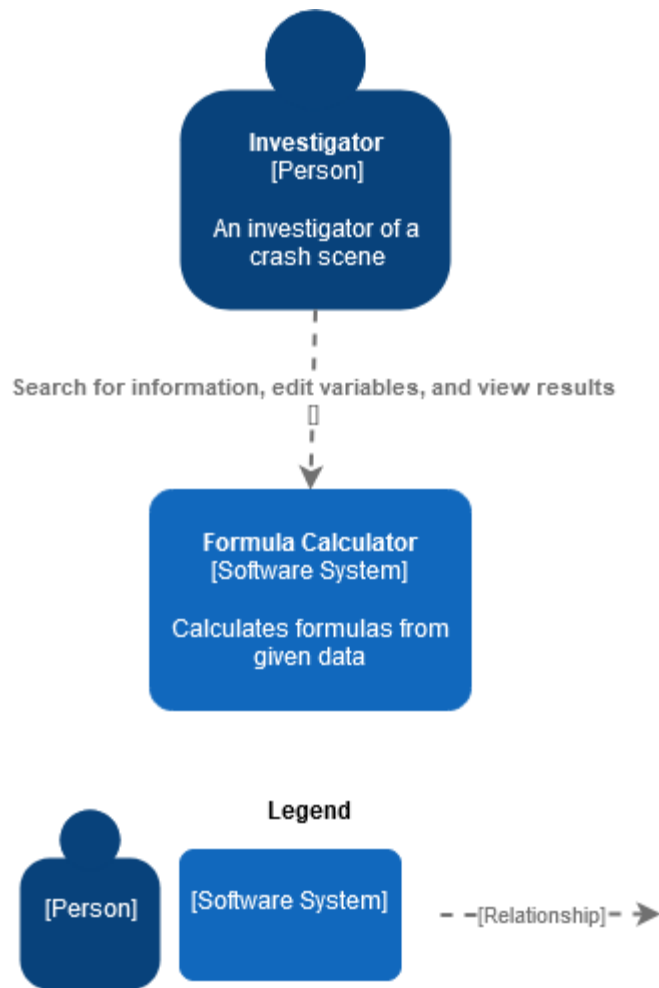 Investigator
[Person]
An investigator of a
crash scene
Search for information, edit variables, and view results
[]
Formula Calculator
[Software System]
Calculates formulas from
given data
Legend
[Person]
[Software System]
[Relationship]